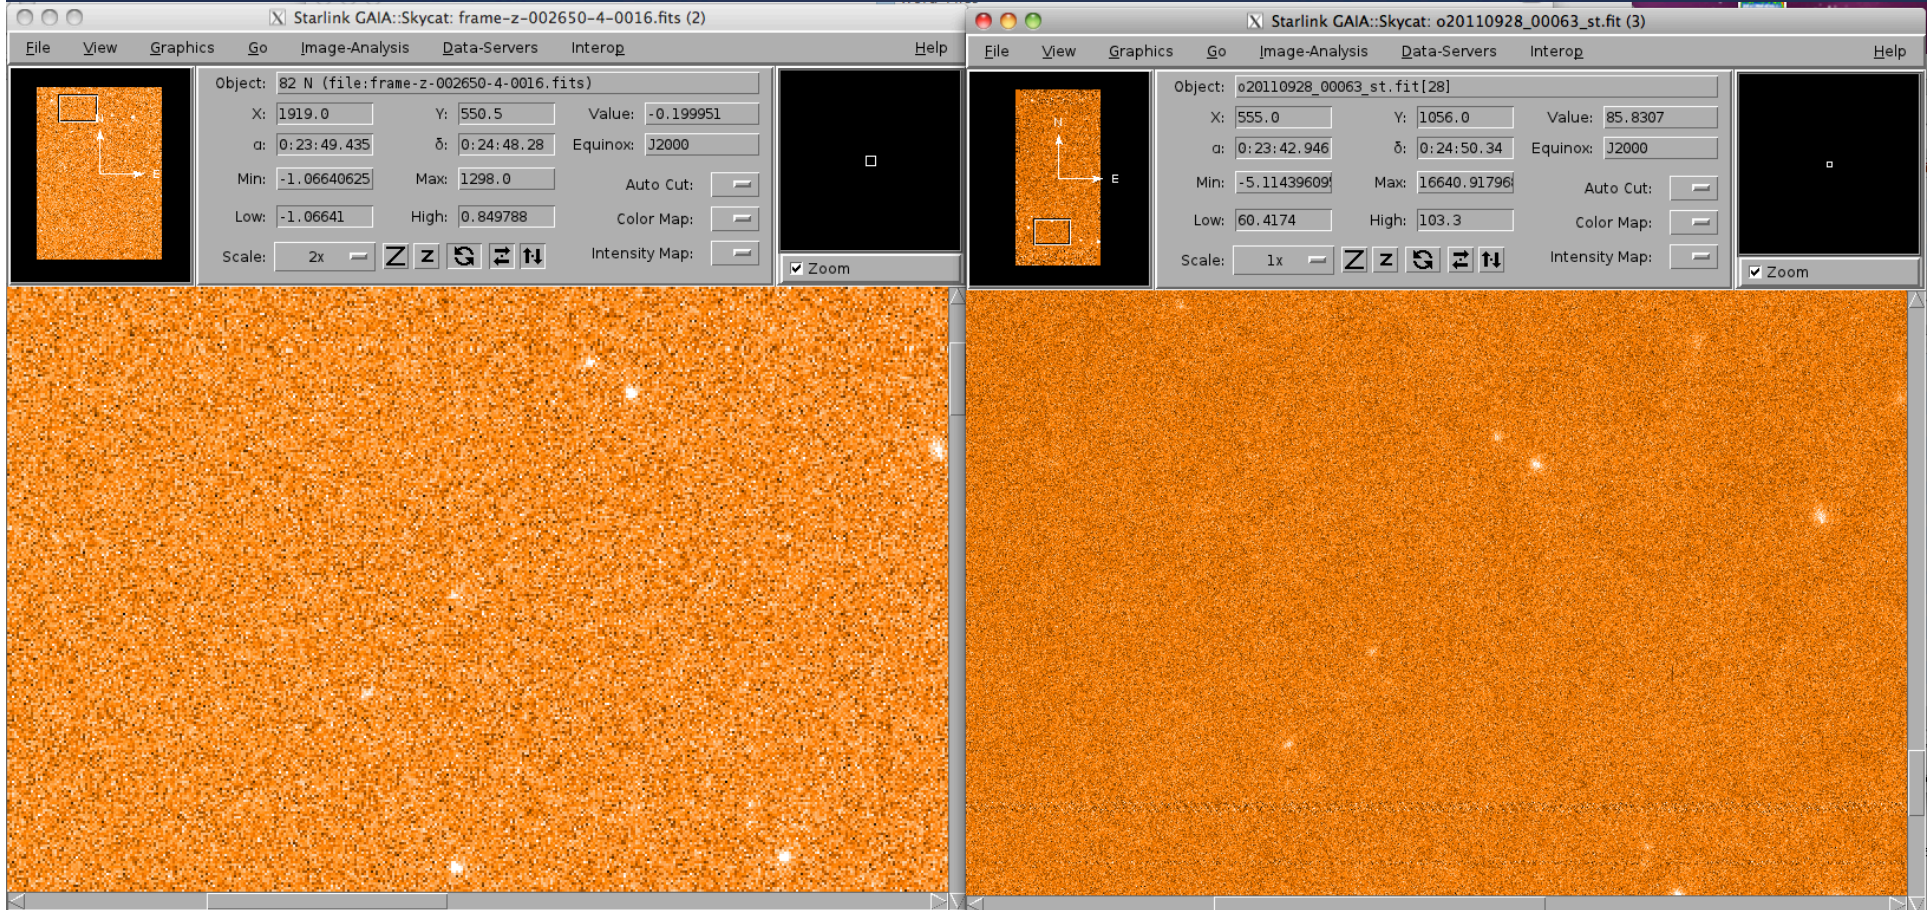 Starlink GAIA::Skycat: frame-z-002650-4-0016.fits (2)
File View Graphics Go Image-Analysis Data-Servers Interop Help
Object: 82 N (file:frame-z-002650-4-0016.fits)
X: 1919.0 Y: 550.5 Value: -0.199951
α: 0:23:49.435 δ: 0:24:48.28 Equinox: J2000
Min: -1.06640625 Max: 1298.0 Auto Cut:
Low: -1.06641 High: 0.849788 Color Map:
Scale: 2x Z z Intensity Map:
Zoom
E
Starlink GAIA::Skycat: o20110928_00063_st.fit (3)
File View Graphics Go Image-Analysis Data-Servers Interop Help
Object: o20110928_00063_st.fit[28]
X: 555.0 Y: 1056.0 Value: 85.8307
α: 0:23:42.946 δ: 0:24:50.34 Equinox: J2000
Min: -5.11439609 Max: 16640.9179 Auto Cut:
Low: 60.4174 High: 103.3 Color Map:
Scale: 1x Z z Intensity Map:
Zoom
N
E